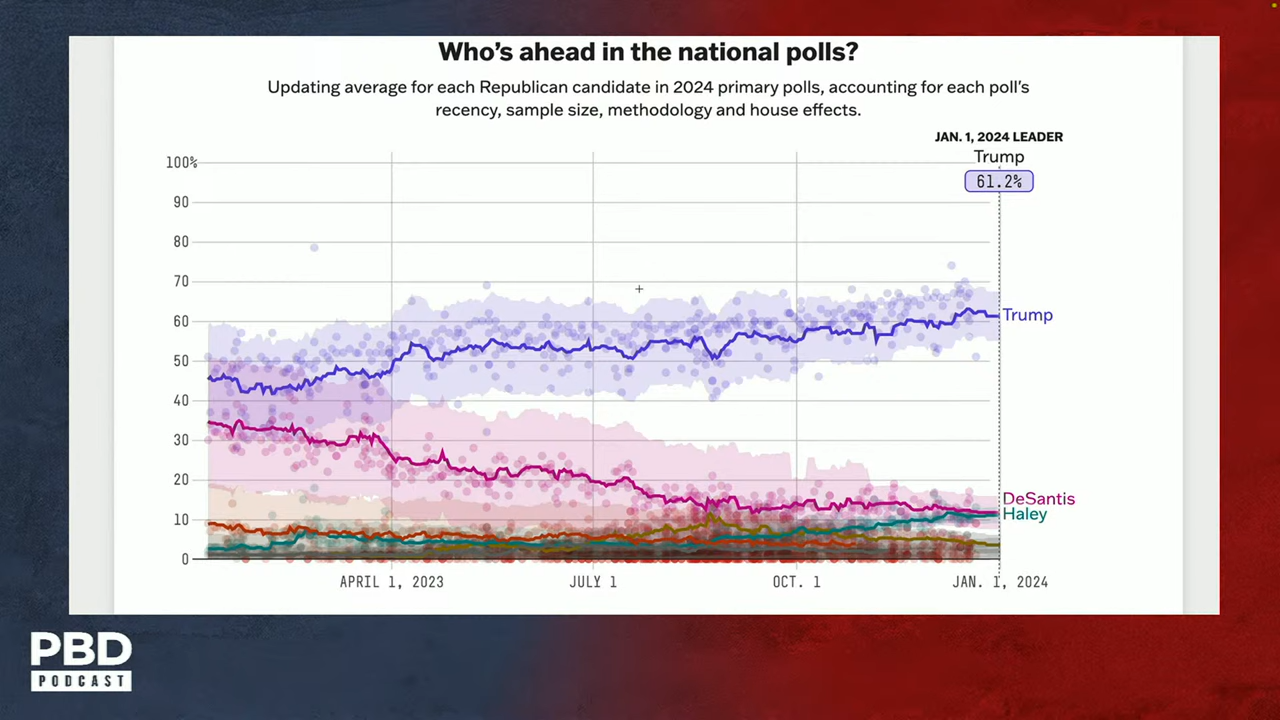 Who's ahead in the national polls?
Updating average for each Republican candidate in 2024 primary polls, accounting for each poll's
recency, sample size, methodology and house effects.
JAN. 1, 2024 LEADER
Trump
61.2%
100%
90
80
70
60
50
40
30
20
10
0
Trump
DeSantis
Haley
APRIL 1, 2023
JULY 1
OCT. 1
JAN. 1, 2024
PBD
PODCAST